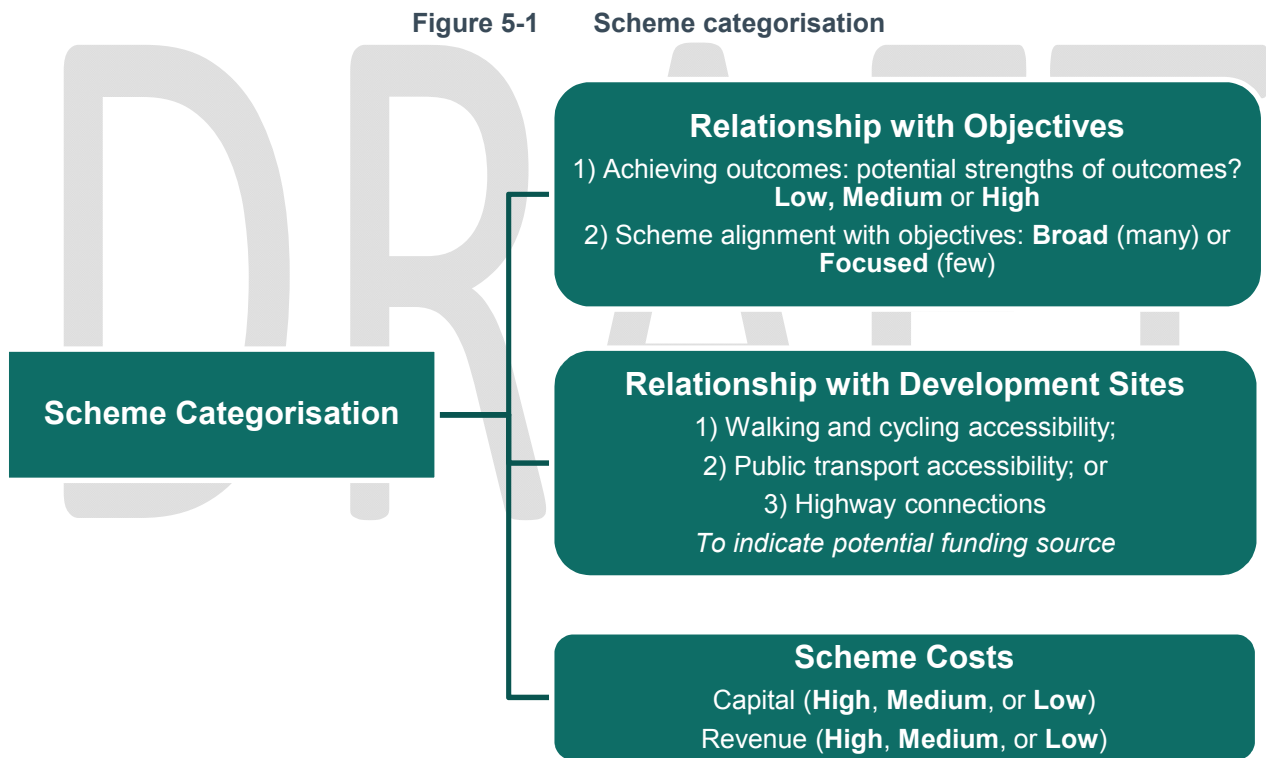 Figure 5-1 Scheme categorisation
DRAFT
Relationship with Objectives
1) Achieving outcomes: potential strengths of outcomes?
Low, Medium or High
2) Scheme alignment with objectives: Broad (many) or
Focused (few)
Scheme Categorisation
Relationship with Development Sites
1) Walking and cycling accessibility;
2) Public transport accessibility; or
3) Highway connections
To indicate potential funding source
Scheme Costs
Capital (High, Medium, or Low)
Revenue (High, Medium, or Low)